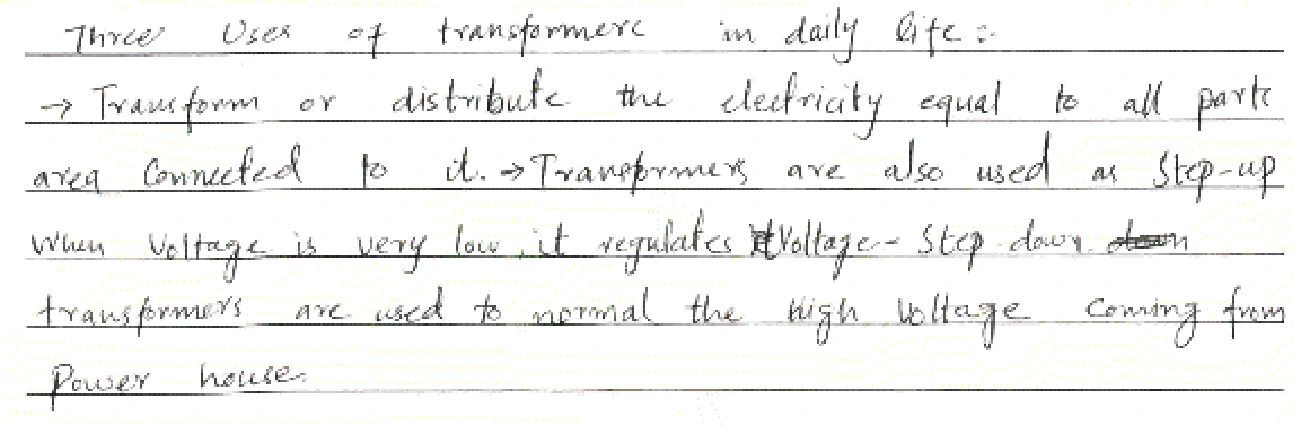 Three Uses of transformers in daily life:-
→ Transform or distribute the electricity equal to all parts
area Connected to it. → Transformers are also used as Step-up
When Voltage is very low, it regulates Voltage - Step down
transformers are used to normal the High Voltage Coming from
Power house.